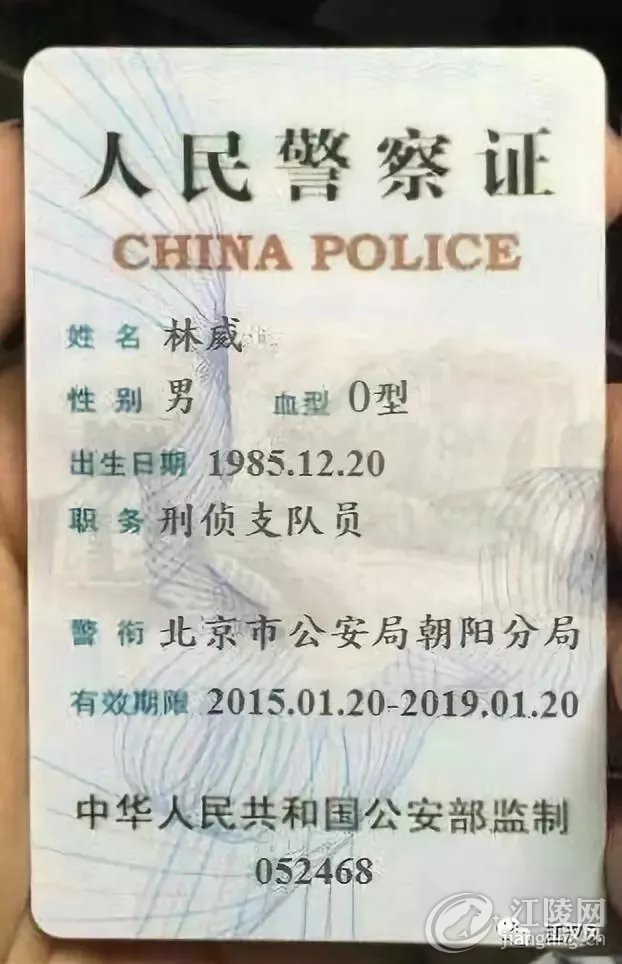 人民警察证
CHINA POLICE
姓名 林威
性别 男 血型 O型
出生日期 1985.12.20
职务 刑侦支队员
警衔 北京市公安局朝阳分局
有效期限 2015.01.20-2019.01.20
中华人民共和国公安部监制
052468
江陵网
jiangling.cn